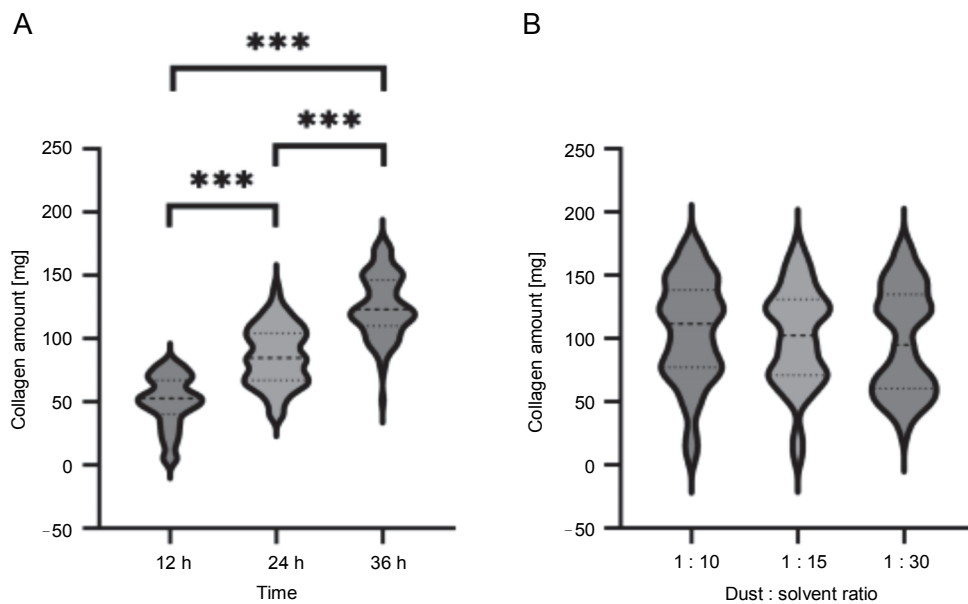 A
B
***
***
***
250
200
150
100
50
0
−50
Collagen amount [mg]
12 h
24 h
36 h
Time
250
200
150
100
50
0
−50
Collagen amount [mg]
1 : 10
1 : 15
1 : 30
Dust : solvent ratio